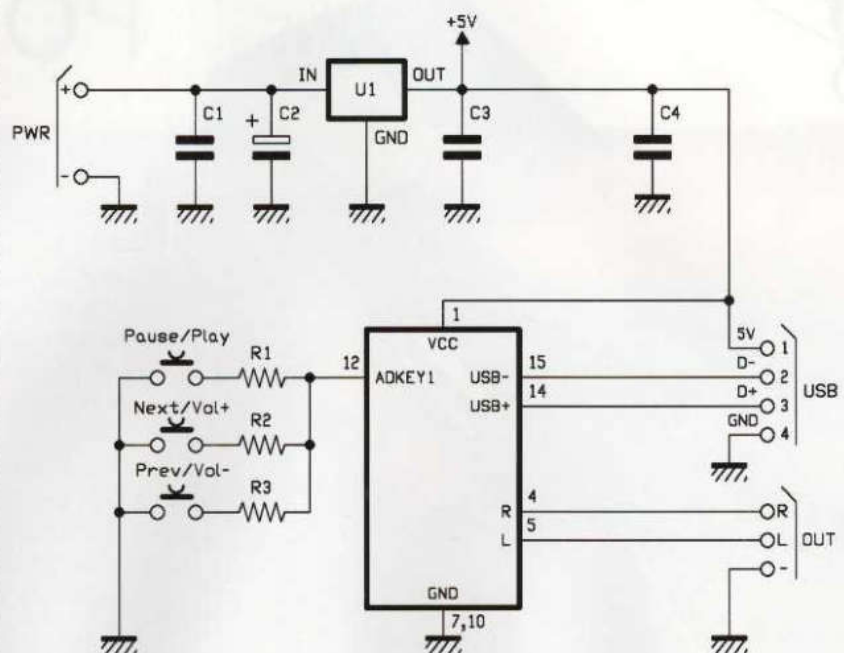 +5V
IN
U1
OUT
GND
+
PWR
-
C1
+
C2
C3
C4
1
VCC
Pause/Play
R1
12
ADKEY1
Next/Vol+
R2
Prev/Vol-
R3
USB-
15
USB+
14
5V
1
D-
2
D+
3
GND
4
USB
R
4
L
5
R
L
-
OUT
GND
7,10